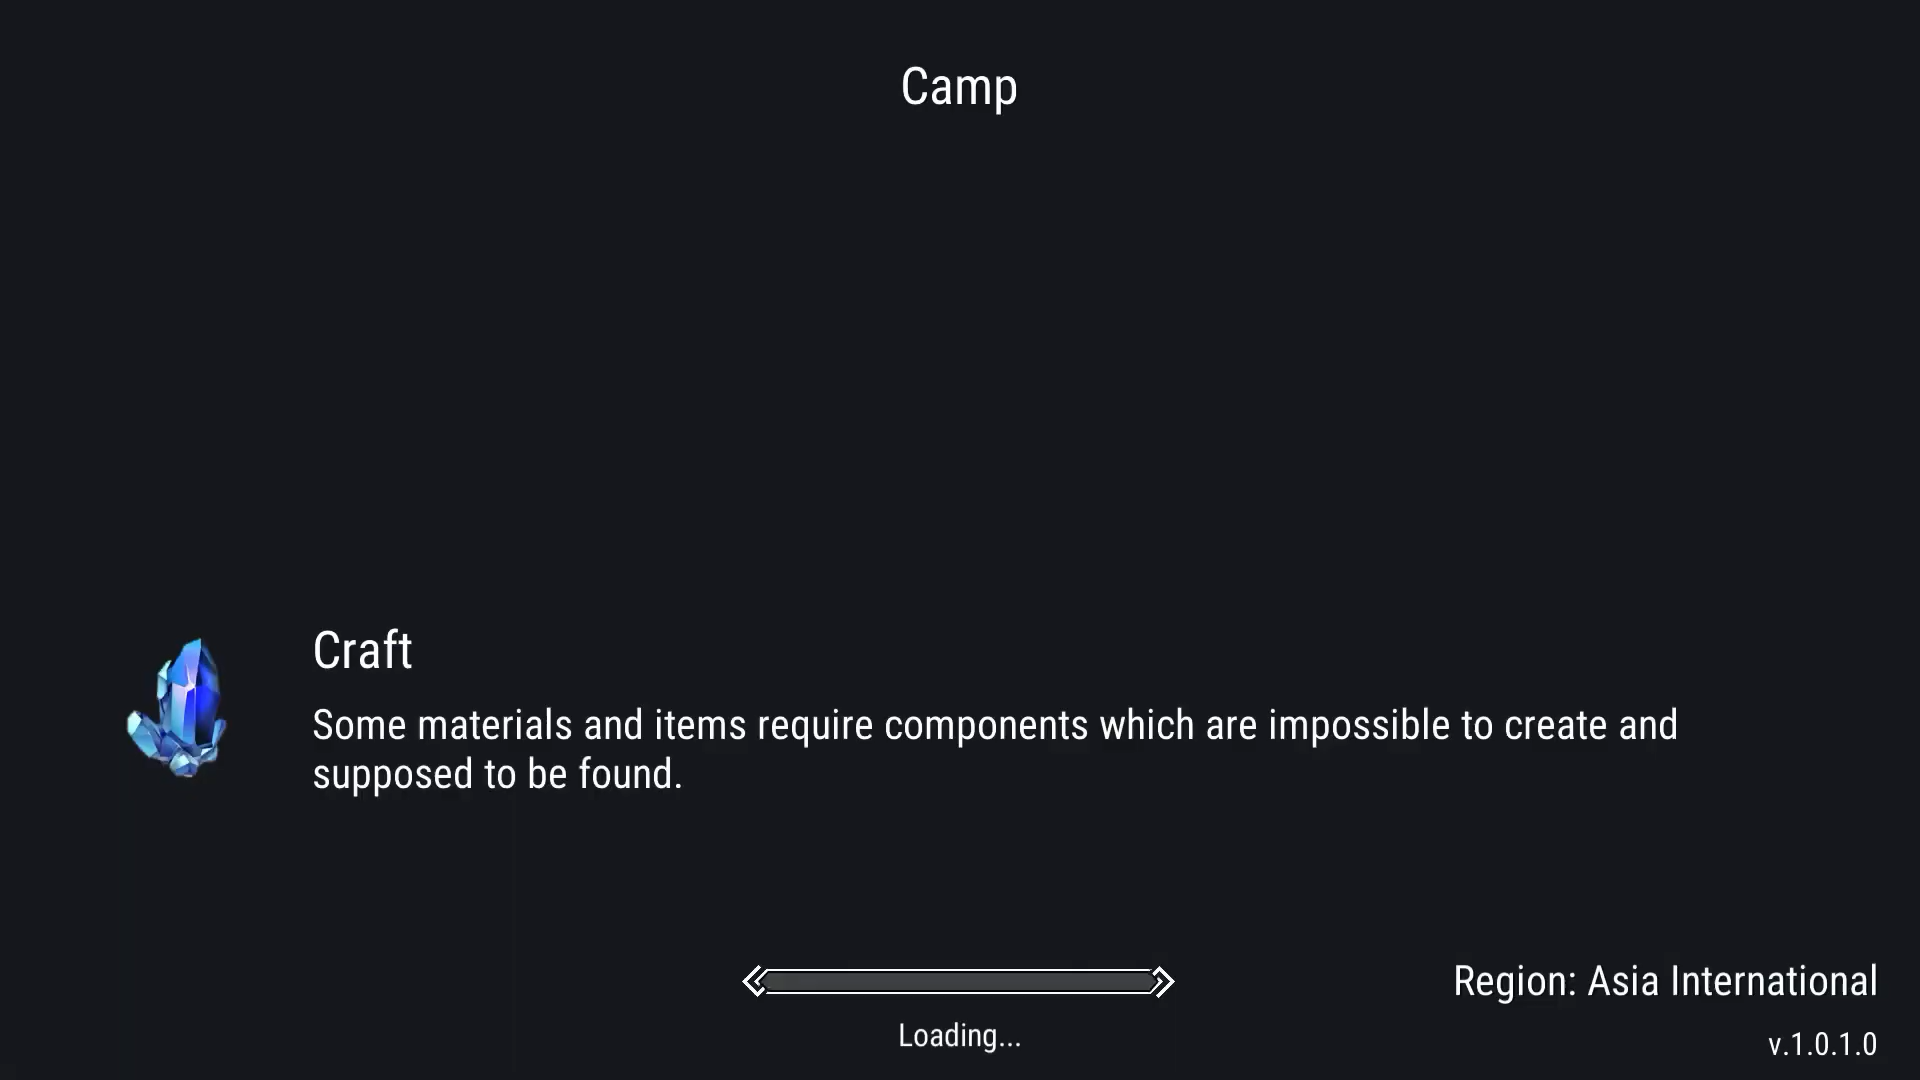 Camp
Craft
Some materials and items require components which are impossible to create and
supposed to be found.
Loading...
Region: Asia International
v.1.0.1.0